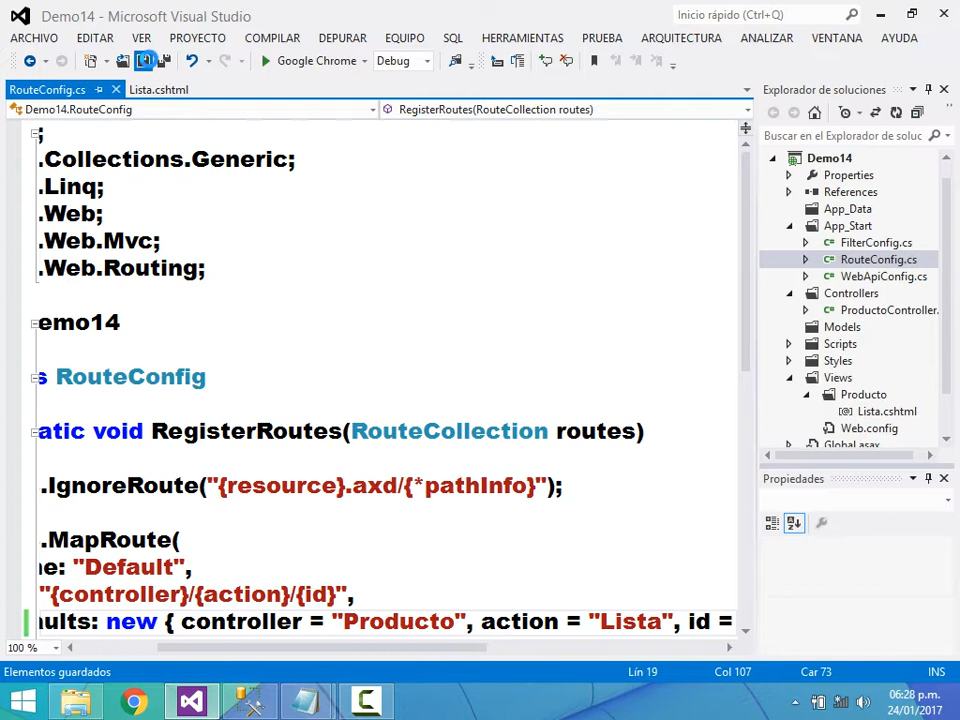 Demo14 - Microsoft Visual Studio
Inicio rápido (Ctrl+Q)
ARCHIVO EDITAR VER PROYECTO COMPILAR DEPURAR EQUIPO SQL HERRAMIENTAS PRUEBA ARQUITECTURA ANALIZAR VENTANA AYUDA
Google Chrome Debug
RouteConfig.cs Lista.cshtml
Demo14.RouteConfig RegisterRoutes(RouteCollection routes)
;
.Collections.Generic;
.Linq;
.Web;
.Web.Mvc;
.Web.Routing;
emo14
s RouteConfig
atic void RegisterRoutes(RouteCollection routes)
.IgnoreRoute("{resource}.axd/{*pathInfo}");
.MapRoute(
me: "Default",
"{controller}/{action}/{id}",
aults: new { controller = "Producto", action = "Lista", id =
100 %
Explorador de soluciones
Buscar en el Explorador de soluc
Demo14
Properties
References
App_Data
App_Start
FilterConfig.cs
RouteConfig.cs
WebApiConfig.cs
Controllers
ProductoController.
Models
Scripts
Styles
Views
Producto
Lista.cshtml
Web.config
Global.asax
Propiedades
Elementos guardados Lín 19 Col 107 Car 73 INS
06:28 p.m.
24/01/2017